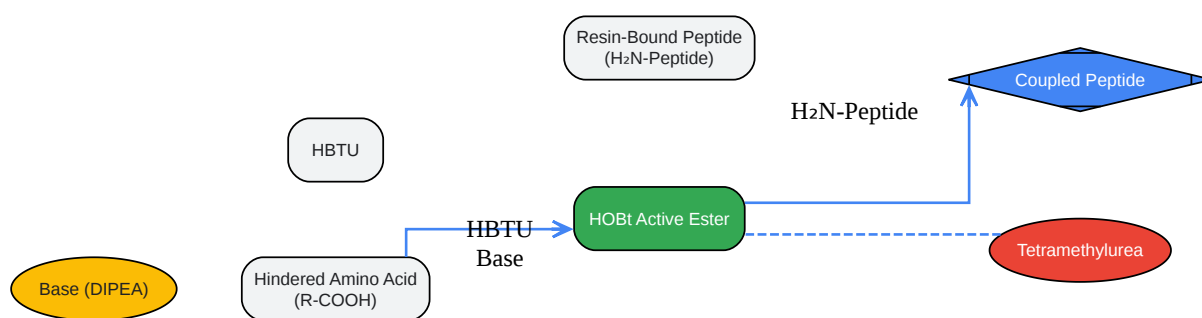 Resin-Bound Peptide
(H₂N-Peptide)
Coupled Peptide
H₂N-Peptide
HBTU
HOBt Active Ester
HBTU
Base
Tetramethylurea
Base (DIPEA)
Hindered Amino Acid
(R-COOH)